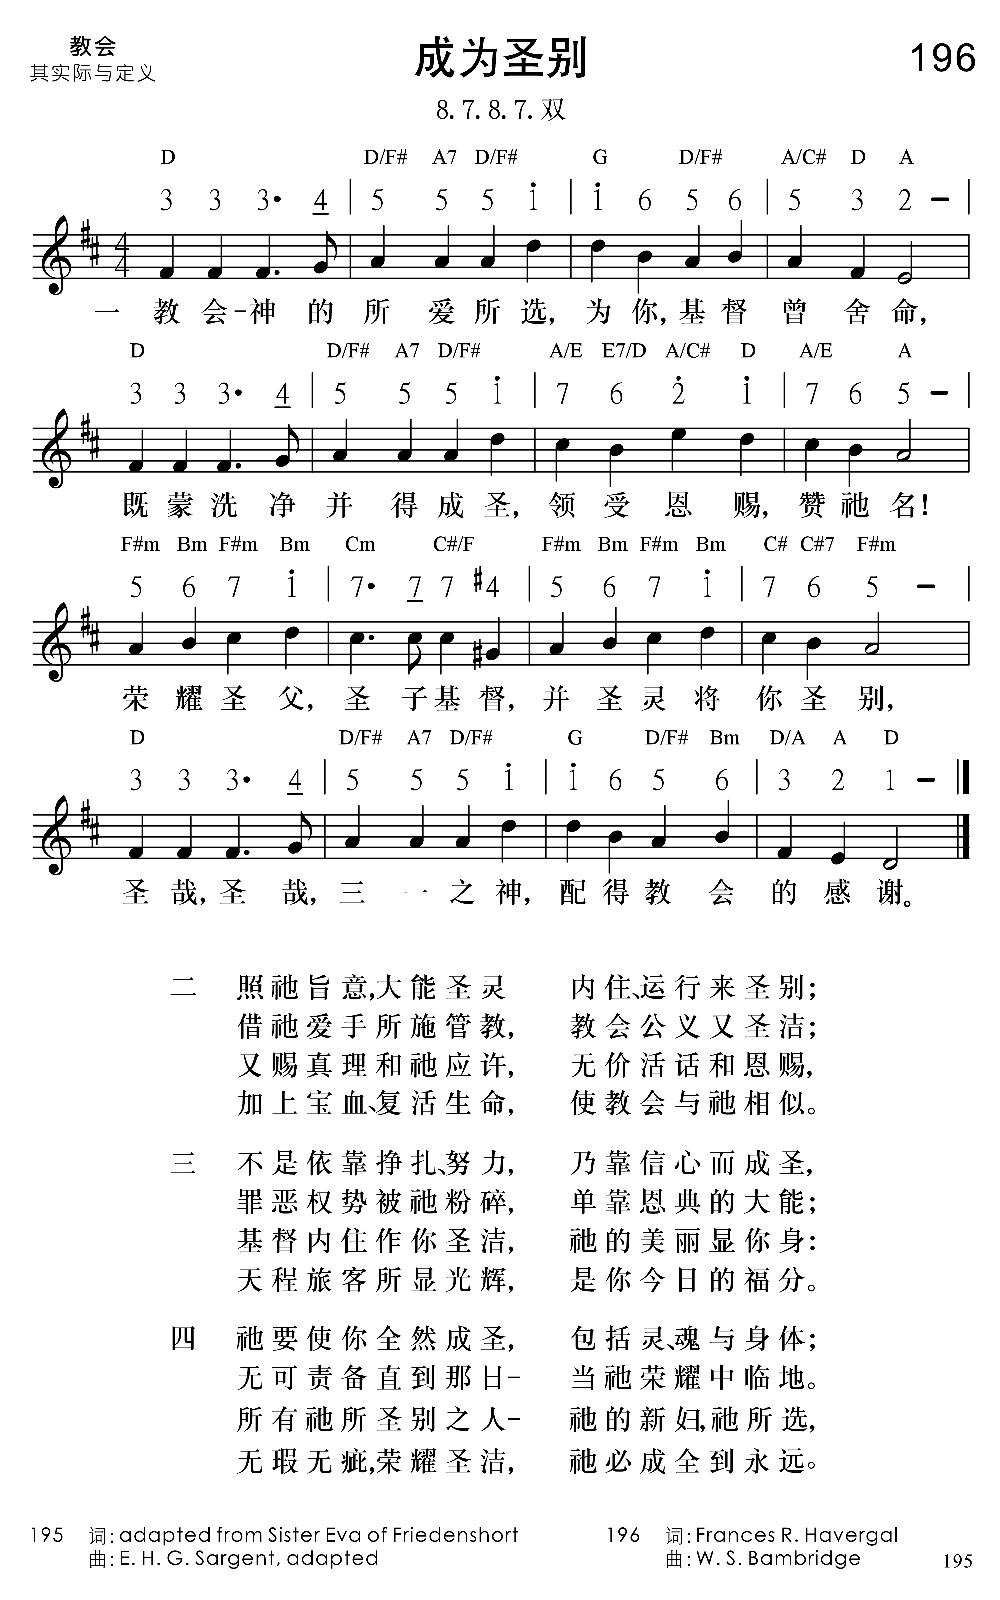 教会
其实际与定义
成为圣别
196
8. 7. 8. 7. 双
D D/F# A7 D/F# G D/F# A/C# D A
3 3 3· 4 | 5 5 5 i | i 6 5 6 | 5 3 2 – |
4 4
一 教会-神的所爱所选, 为你,基督曾舍命,
D D/F# A7 D/F# A/E E7/D A/C# D A/E A
3 3 3· 4 | 5 5 5 i | 7 6 2̇ i | 7 6 5 – |
既蒙洗净并得成圣, 领受恩赐, 赞祂名!
F#m Bm F#m Bm Cm C#/F F#m Bm F#m Bm C# C#7 F#m
5 6 7 i | 7· 7 7 #4 | 5 6 7 i | 7 6 5 – |
荣耀圣父, 圣子基督, 并圣灵将你圣别,
D D/F# A7 D/F# G D/F# Bm D/A A D
3 3 3· 4 | 5 5 5 i | i 6 5 6 | 3 2 1 – ||
圣哉,圣哉,三一之神, 配得教会的感谢。
二 照祂旨意,大能圣灵 内住、运行来圣别;
借祂爱手所施管教, 教会公义又圣洁;
又赐真理和祂应许, 无价活话和恩赐,
加上宝血、复活生命, 使教会与祂相似。
三 不是依靠挣扎、努力, 乃靠信心而成圣,
罪恶权势被祂粉碎, 单靠恩典的大能;
基督内住作你圣洁, 祂的美丽显你身:
天程旅客所显光辉, 是你今日的福分。
四 祂要使你全然成圣, 包括灵、魂与身体;
无可责备直到那日- 当祂荣耀中临地。
所有祂所圣别之人- 祂的新妇,祂所选,
无瑕无疵,荣耀圣洁, 祂必成全到永远。
195 词: adapted from Sister Eva of Friedenshort
曲: E. H. G. Sargent, adapted
196 词: Frances R. Havergal
曲: W. S. Bambridge
195